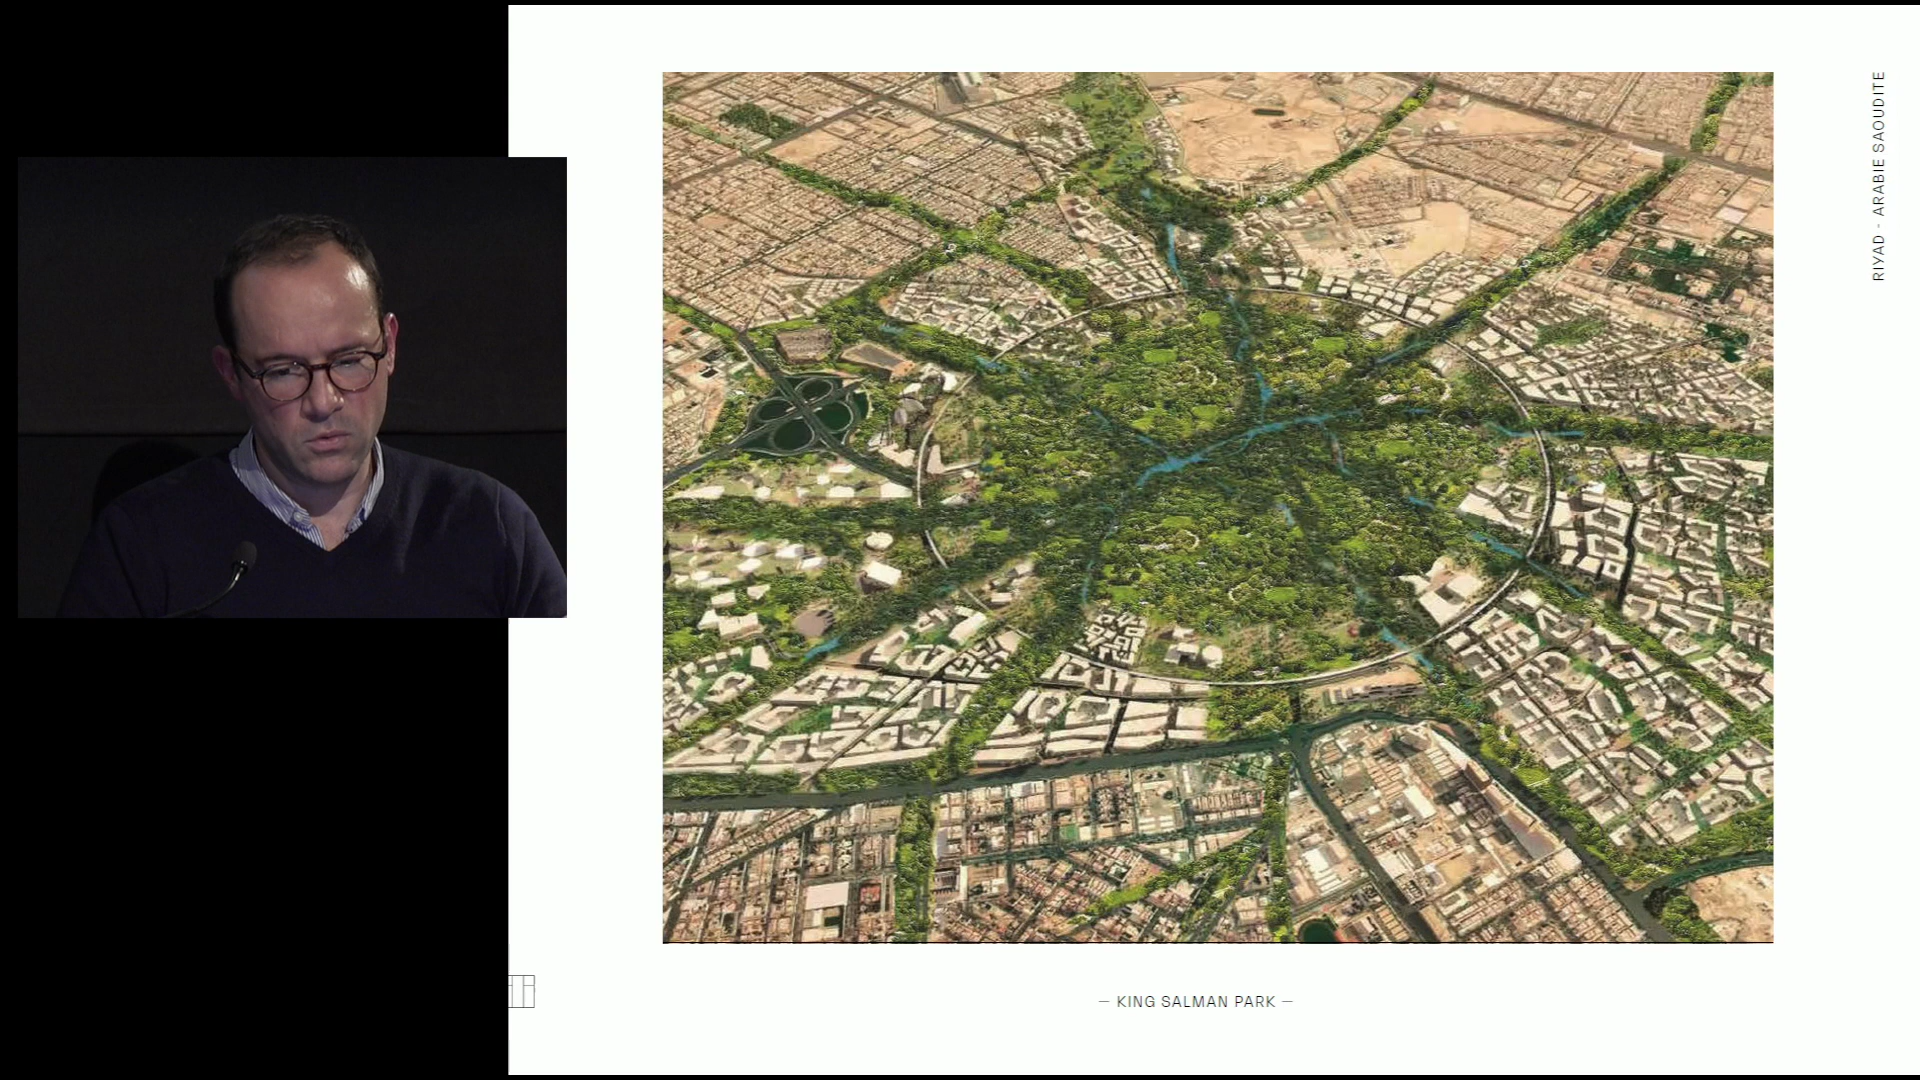 RIYAD - ARABIE SAOUDITE
— KING SALMAN PARK —